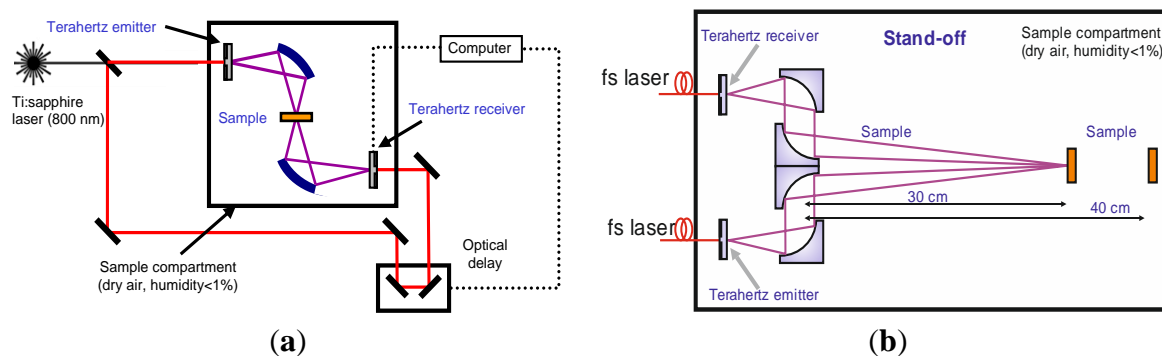 Terahertz emitter
Computer
Ti:sapphire
laser (800 nm)
Sample
Terahertz receiver
Optical
delay
Sample compartment
(dry air, humidity<1%)
(a)
Terahertz receiver
Stand-off
Sample compartment
(dry air, humidity<1%)
fs laser
Sample
Sample
30 cm
40 cm
fs laser
Terahertz emitter
(b)